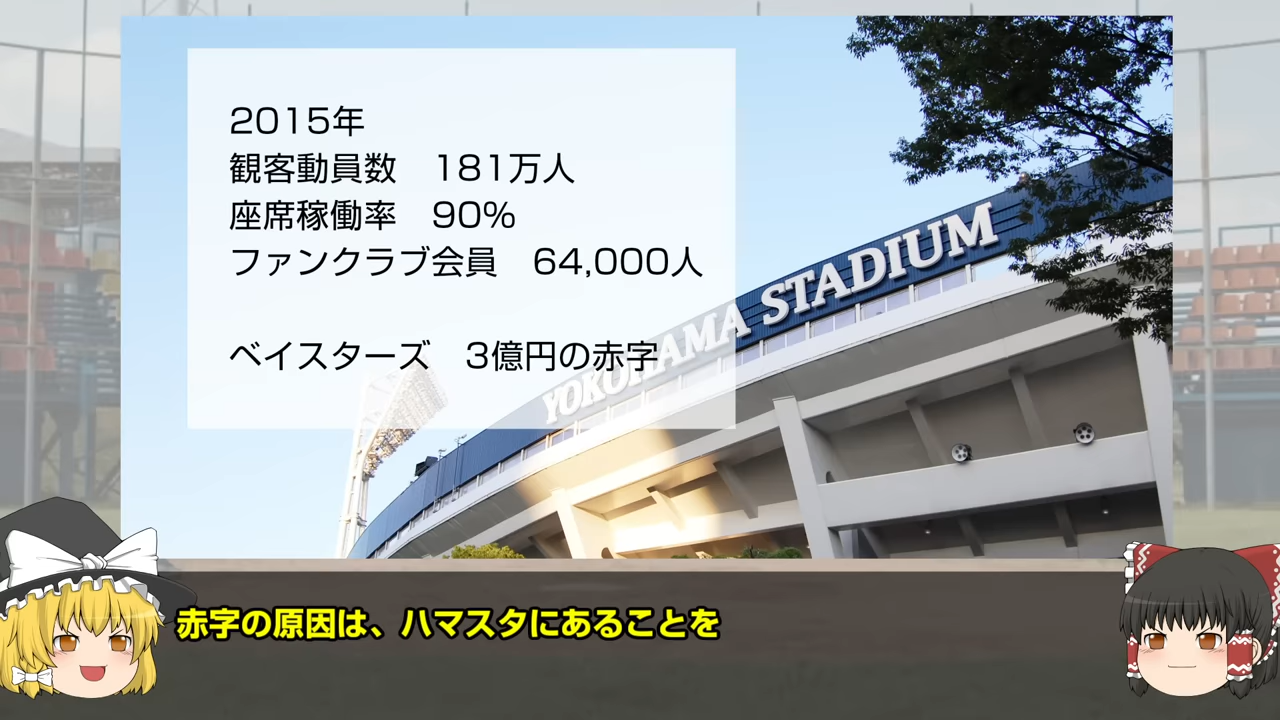 2015年
観客動員数　181万人
座席稼働率　90%
ファンクラブ会員　64,000人
ベイスターズ　3億円の赤字
YOKOHAMA STADIUM
赤字の原因は、ハマスタにあることを